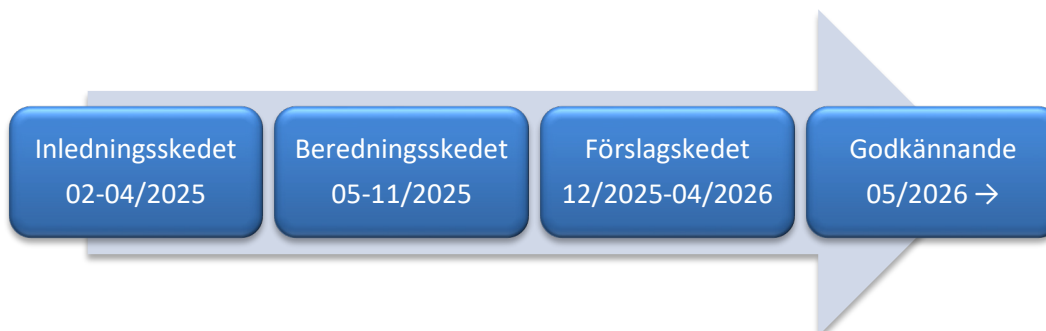 Inledningsskedet
02-04/2025
Beredningsskedet
05-11/2025
Förslagskedet
12/2025-04/2026
Godkännande
05/2026 →